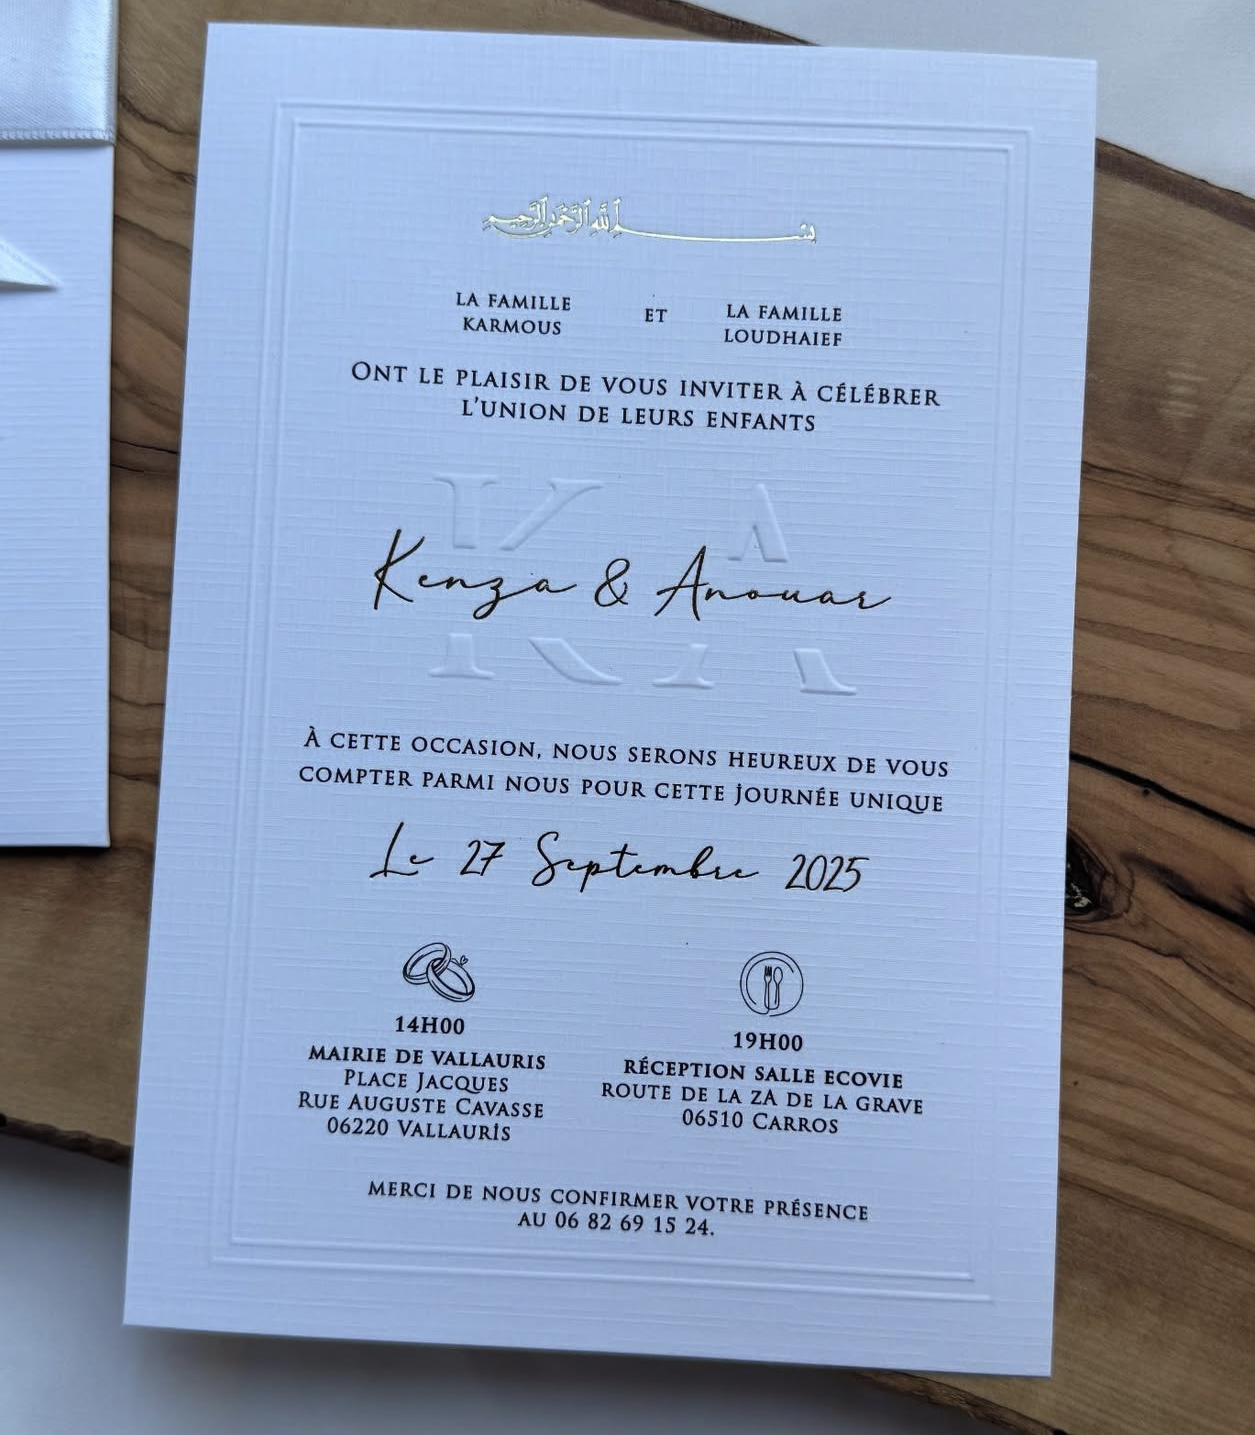 بسم الله الرحمن الرحيم
LA FAMILLE
KARMOUS
ET
LA FAMILLE
LOUDHAIEF
ONT LE PLAISIR DE VOUS INVITER À CÉLÉBRER
L'UNION DE LEURS ENFANTS
KA
Kenza & Anouar
À CETTE OCCASION, NOUS SERONS HEUREUX DE VOUS
COMPTER PARMI NOUS POUR CETTE JOURNÉE UNIQUE
Le 27 Septembre 2025
14H00
MAIRIE DE VALLAURIS
PLACE JACQUES
RUE AUGUSTE CAVASSE
06220 VALLAURIS
19H00
RÉCEPTION SALLE ECOVIE
ROUTE DE LA ZA DE LA GRAVE
06510 CARROS
MERCI DE NOUS CONFIRMER VOTRE PRÉSENCE
AU 06 82 69 15 24.